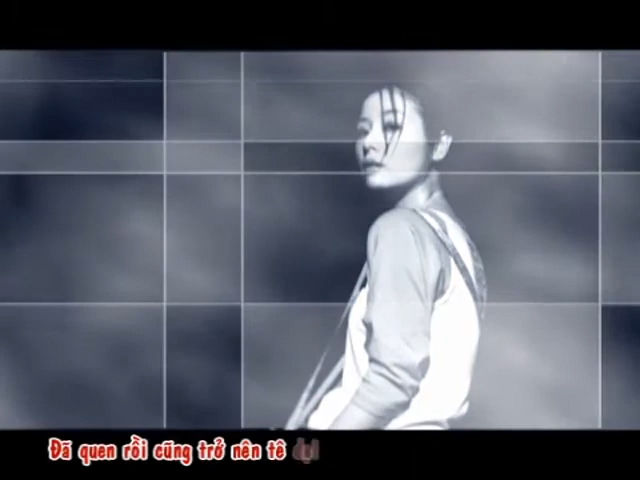 Đã quen rồi cũng trở nên tê